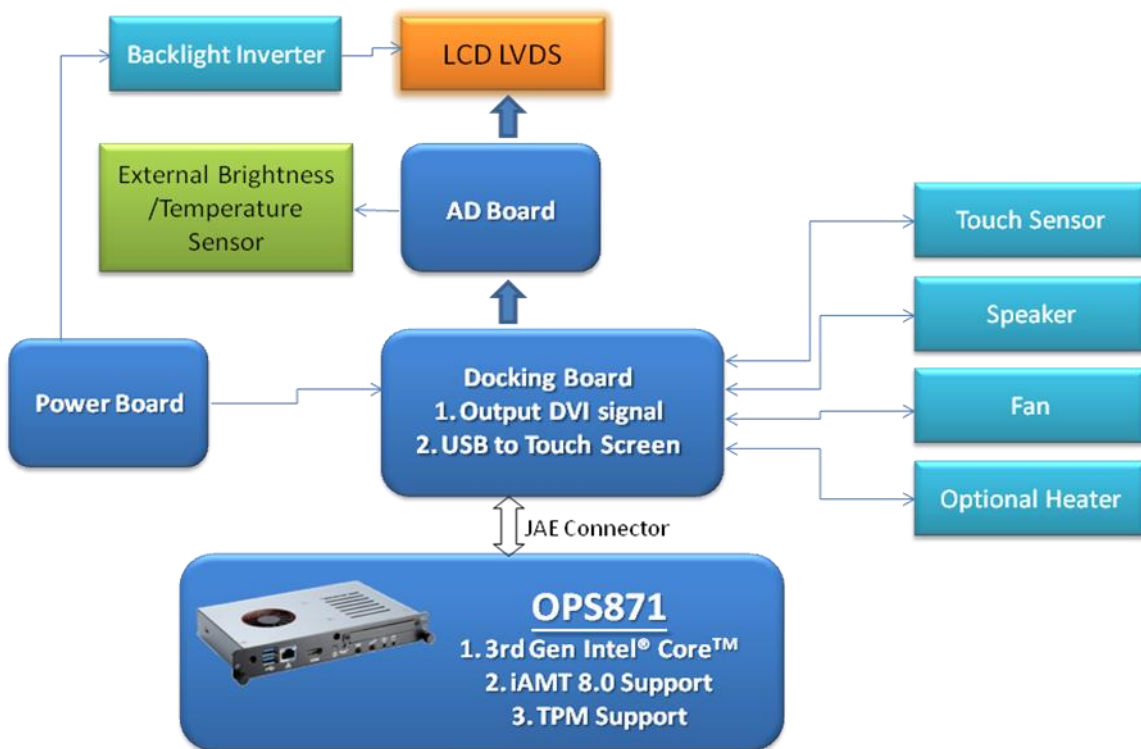 Backlight Inverter
LCD LVDS
External Brightness
/Temperature
Sensor
AD Board
Touch Sensor
Speaker
Power Board
Docking Board
1. Output DVI signal
2. USB to Touch Screen
Fan
Optional Heater
JAE Connector
OPS871
1. 3rd Gen Intel® Core™
2. iAMT 8.0 Support
3. TPM Support